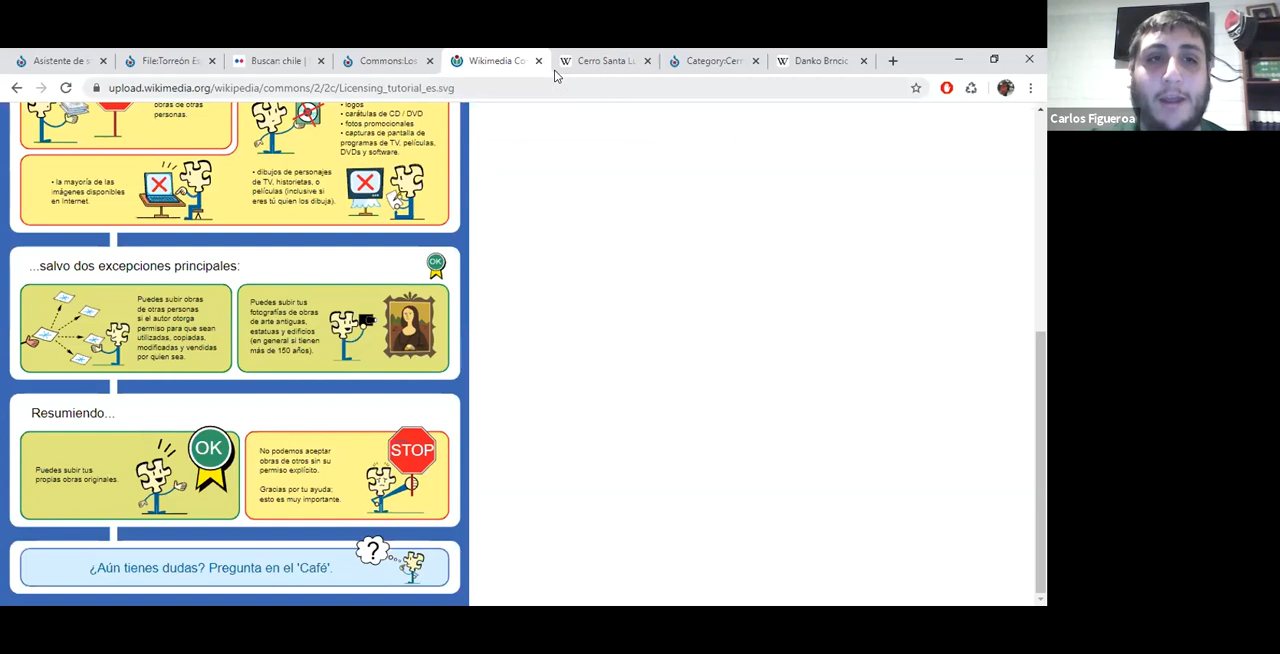 Asistente de s
File:Torreón Es
Buscar: chile |
Commons:Los
Wikimedia Co
Cerro Santa Lu
Category:Cerr
Danko Brncic
upload.wikimedia.org/wikipedia/commons/2/2c/Licensing_tutorial_es.svg
Carlos Figueroa
obras de otras
personas.
• logos
• carátulas de CD / DVD
• fotos promocionales
• capturas de pantalla de
programas de TV, películas,
DVDs y software.
• la mayoría de las
imágenes disponibles
en Internet.
• dibujos de personajes
de TV, historietas, o
películas (inclusive si
eres tú quien los dibuja).
...salvo dos excepciones principales:
OK
Puedes subir obras
de otras personas
si el autor otorga
permiso para que sean
utilizadas, copiadas,
modificadas y vendidas
por quien sea.
Puedes subir tus
fotografías de obras
de arte antiguas,
estatuas y edificios
(en general si tienen
más de 150 años).
Resumiendo...
Puedes subir tus
propias obras originales.
OK
No podemos aceptar
obras de otros sin su
permiso explícito.
Gracias por tu ayuda;
esto es muy importante.
STOP
¿Aún tienes dudas? Pregunta en el 'Café'.
?